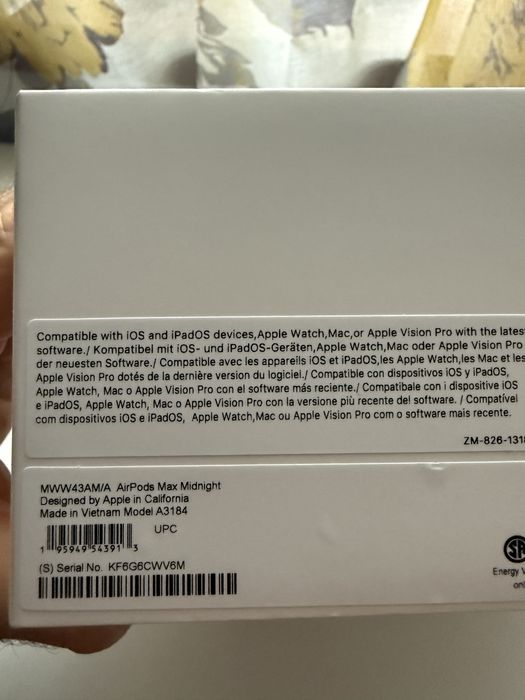 Compatible with iOS and iPadOS devices,Apple Watch,Mac,or Apple Vision Pro with the latest
software./ Kompatibel mit iOS- und iPadOS-Geräten,Apple Watch,Mac oder Apple Vision Pro
der neuesten Software./ Compatible avec les appareils iOS et iPadOS,les Apple Watch,les Mac et les
Apple Vision Pro dotés de la dernière version du logiciel./ Compatible con dispositivos iOS y iPadOS,
Apple Watch, Mac o Apple Vision Pro con el software más reciente./ Compatibale con i dispositive iOS
e iPadOS, Apple Watch, Mac o Apple Vision Pro con la versione più recente del software. / Compatível
com dispositivos iOS e iPadOS, Apple Watch,Mac ou Apple Vision Pro com o software mais recente.
ZM-826-1318
MWW43AM/A AirPods Max Midnight
Designed by Apple in California
Made in Vietnam Model A3184
UPC
1 95949 54391 3
(S) Serial No. KF6G6CWV6M
Energy V
onl